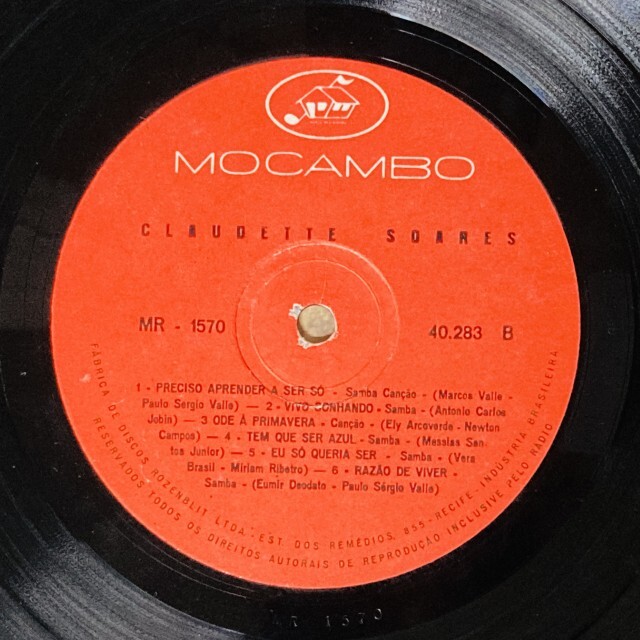 MOCAMBO
CLAUDETTE SOARES
MR - 1570
40.283 B
1 - PRECISO APRENDER A SER SÓ - Samba Canção - (Marcos Valle -
Paulo Sergio Valle) — 2 - VIVO SONHANDO - Samba - (Antonio Carlos
Jobin) - 3 ODE À PRIMAVERA - Canção - (Ely Arcoverde - Newton
Campos) — 4 - TEM QUE SER AZUL - Samba - (Messias San-
tos Junior) — 5 - EU SÓ QUERIA SER - Samba - (Vera
Brasil - Miriam Ribeiro) — 6 - RAZÃO DE VIVER -
Samba - (Eumir Deodato - Paulo Sérgio Valle)
FÁBRICA DE DISCOS ROZENBLIT LTDA. - EST. DOS REMÉDIOS, 855 - RECIFE, INDÚSTRIA BRASILEIRA
RESERVADOS TODOS OS DIREITOS AUTORAIS DE REPRODUÇÃO INCLUSIVE PELO RADIO